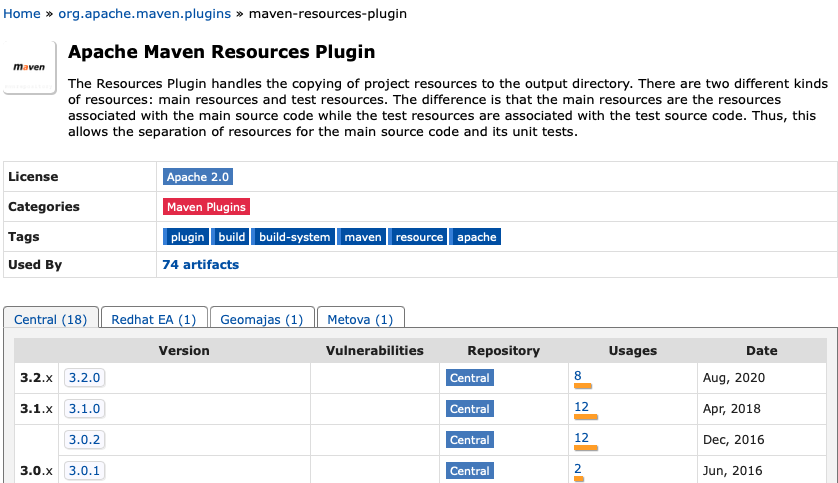 Home » org.apache.maven.plugins » maven-resources-plugin
maven
Apache Maven Resources Plugin
The Resources Plugin handles the copying of project resources to the output directory. There are two different kinds
of resources: main resources and test resources. The difference is that the main resources are the resources
associated with the main source code while the test resources are associated with the test source code. Thus, this
allows the separation of resources for the main source code and its unit tests.
License Apache 2.0
Categories Maven Plugins
Tags plugin build build-system maven resource apache
Used By 74 artifacts
Central (18) Redhat EA (1) Geomajas (1) Metova (1)
Version Vulnerabilities Repository Usages Date
3.2.x 3.2.0 Central 8 Aug, 2020
3.1.x 3.1.0 Central 12 Apr, 2018
3.0.2 Central 12 Dec, 2016
3.0.x 3.0.1 Central 2 Jun, 2016